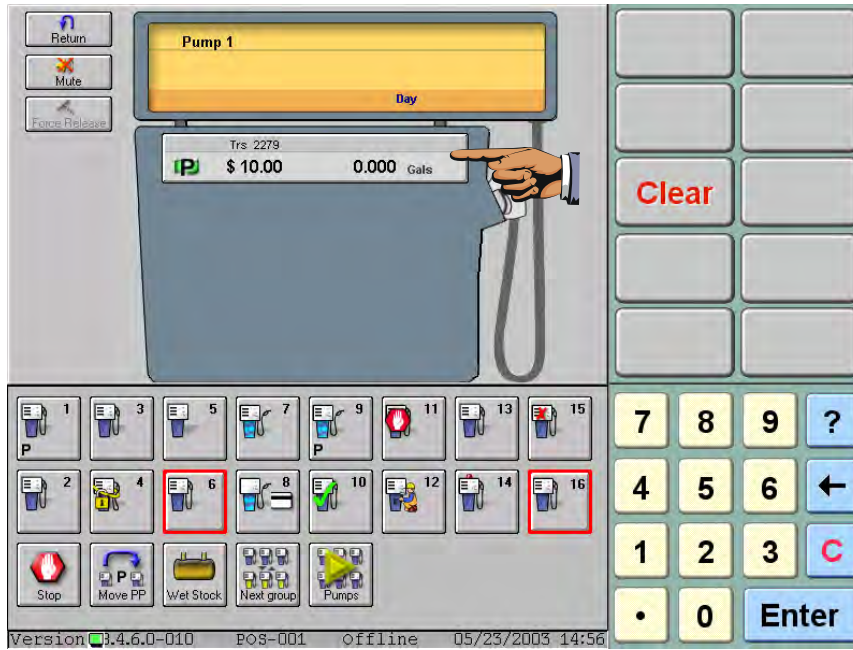 Return
Mute
Force Release
Pump 1
Day
Trs 2279
P $ 10.00 0.000 Gals
Clear
1 3 5 7 9 11 13 15
P P
2 4 6 8 10 12 14 16
Stop P Move PP Wet Stock Next group Pumps
7 8 9 ?
4 5 6 ←
1 2 3 C
• 0 Enter
Version 3.4.6.0-010 POS-001 Offline 05/23/2003 14:56